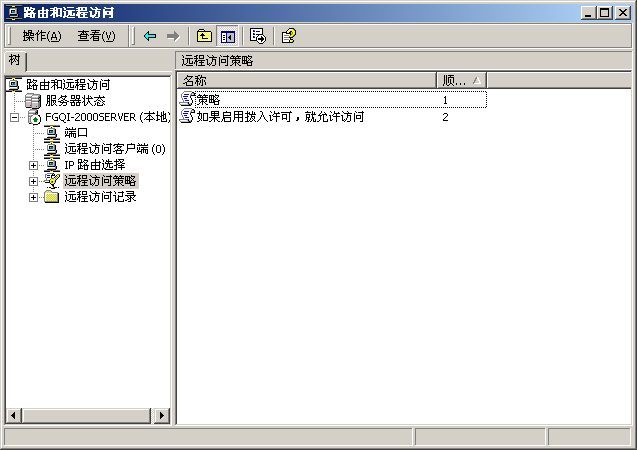 路由和远程访问
操作(A) 查看(V)
树
远程访问策略
路由和远程访问
服务器状态
FGQI-2000SERVER (本地)
端口
远程访问客户端 (0)
IP 路由选择
远程访问策略
远程访问记录
名称 顺...
策略 1
如果启用拨入许可，就允许访问 2